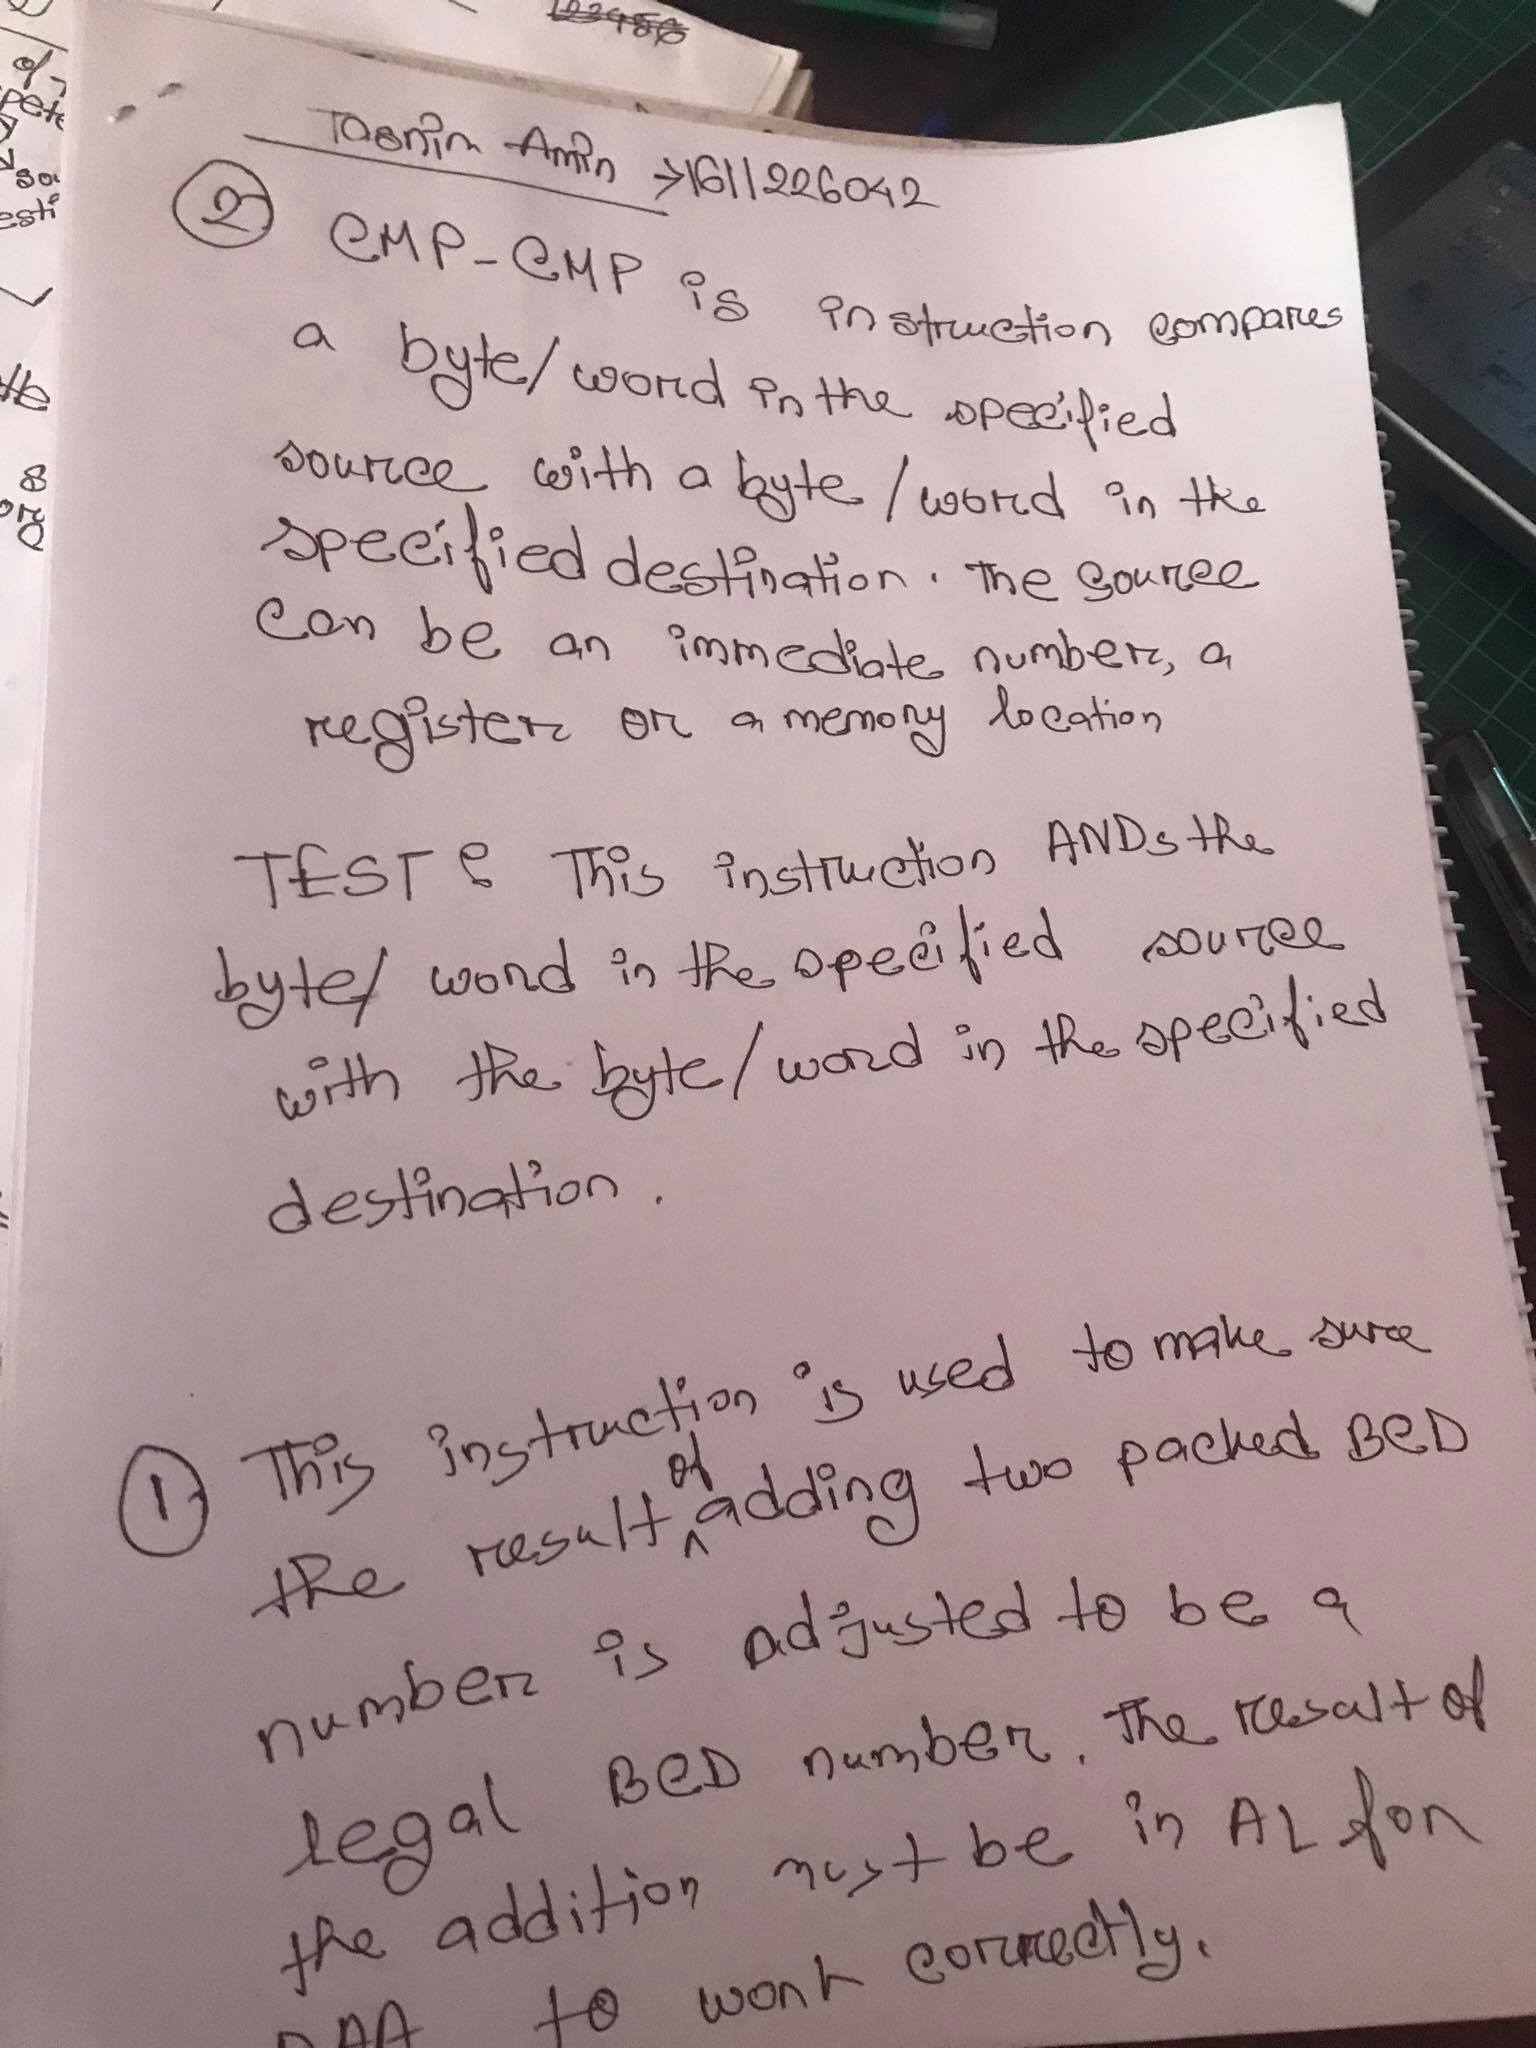 Tasnim Amin → 1611226042
2 CMP - CMP is instruction compares
a byte/word in the specified
source with a byte/word in the
specified destination. The source
can be an immediate number, a
register or a memory location
TEST: This instruction ANDs the
byte/word in the specified source
with the byte/word in the specified
destination.
1 This instruction is used to make sure
the result of adding two packed BCD
number is adjusted to be a
legal BCD number. The result of
the addition must be in AL for
DAA to work correctly.